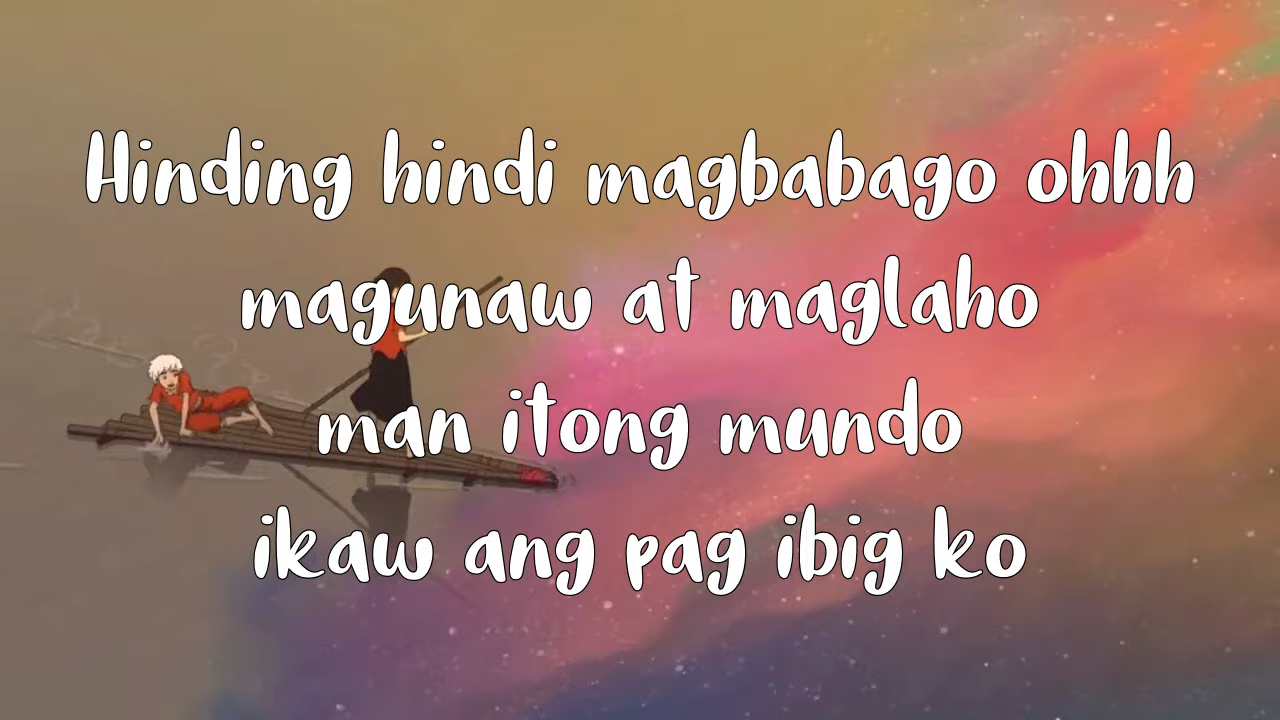 Hinding hindi magbabago ohhh
magunaw at maglaho
man itong mundo
ikaw ang pag ibig ko